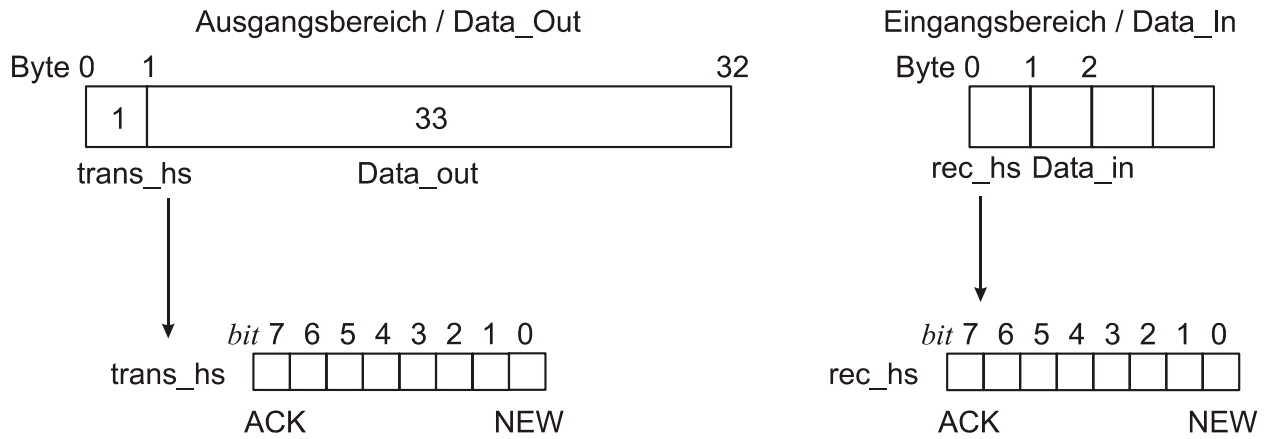 Ausgangsbereich / Data_Out
Eingangsbereich / Data_In
Byte 0 1 32
Byte 0 1 2
1 33
trans_hs Data_out
rec_hs Data_in
bit 7 6 5 4 3 2 1 0
trans_hs
ACK NEW
bit 7 6 5 4 3 2 1 0
rec_hs
ACK NEW